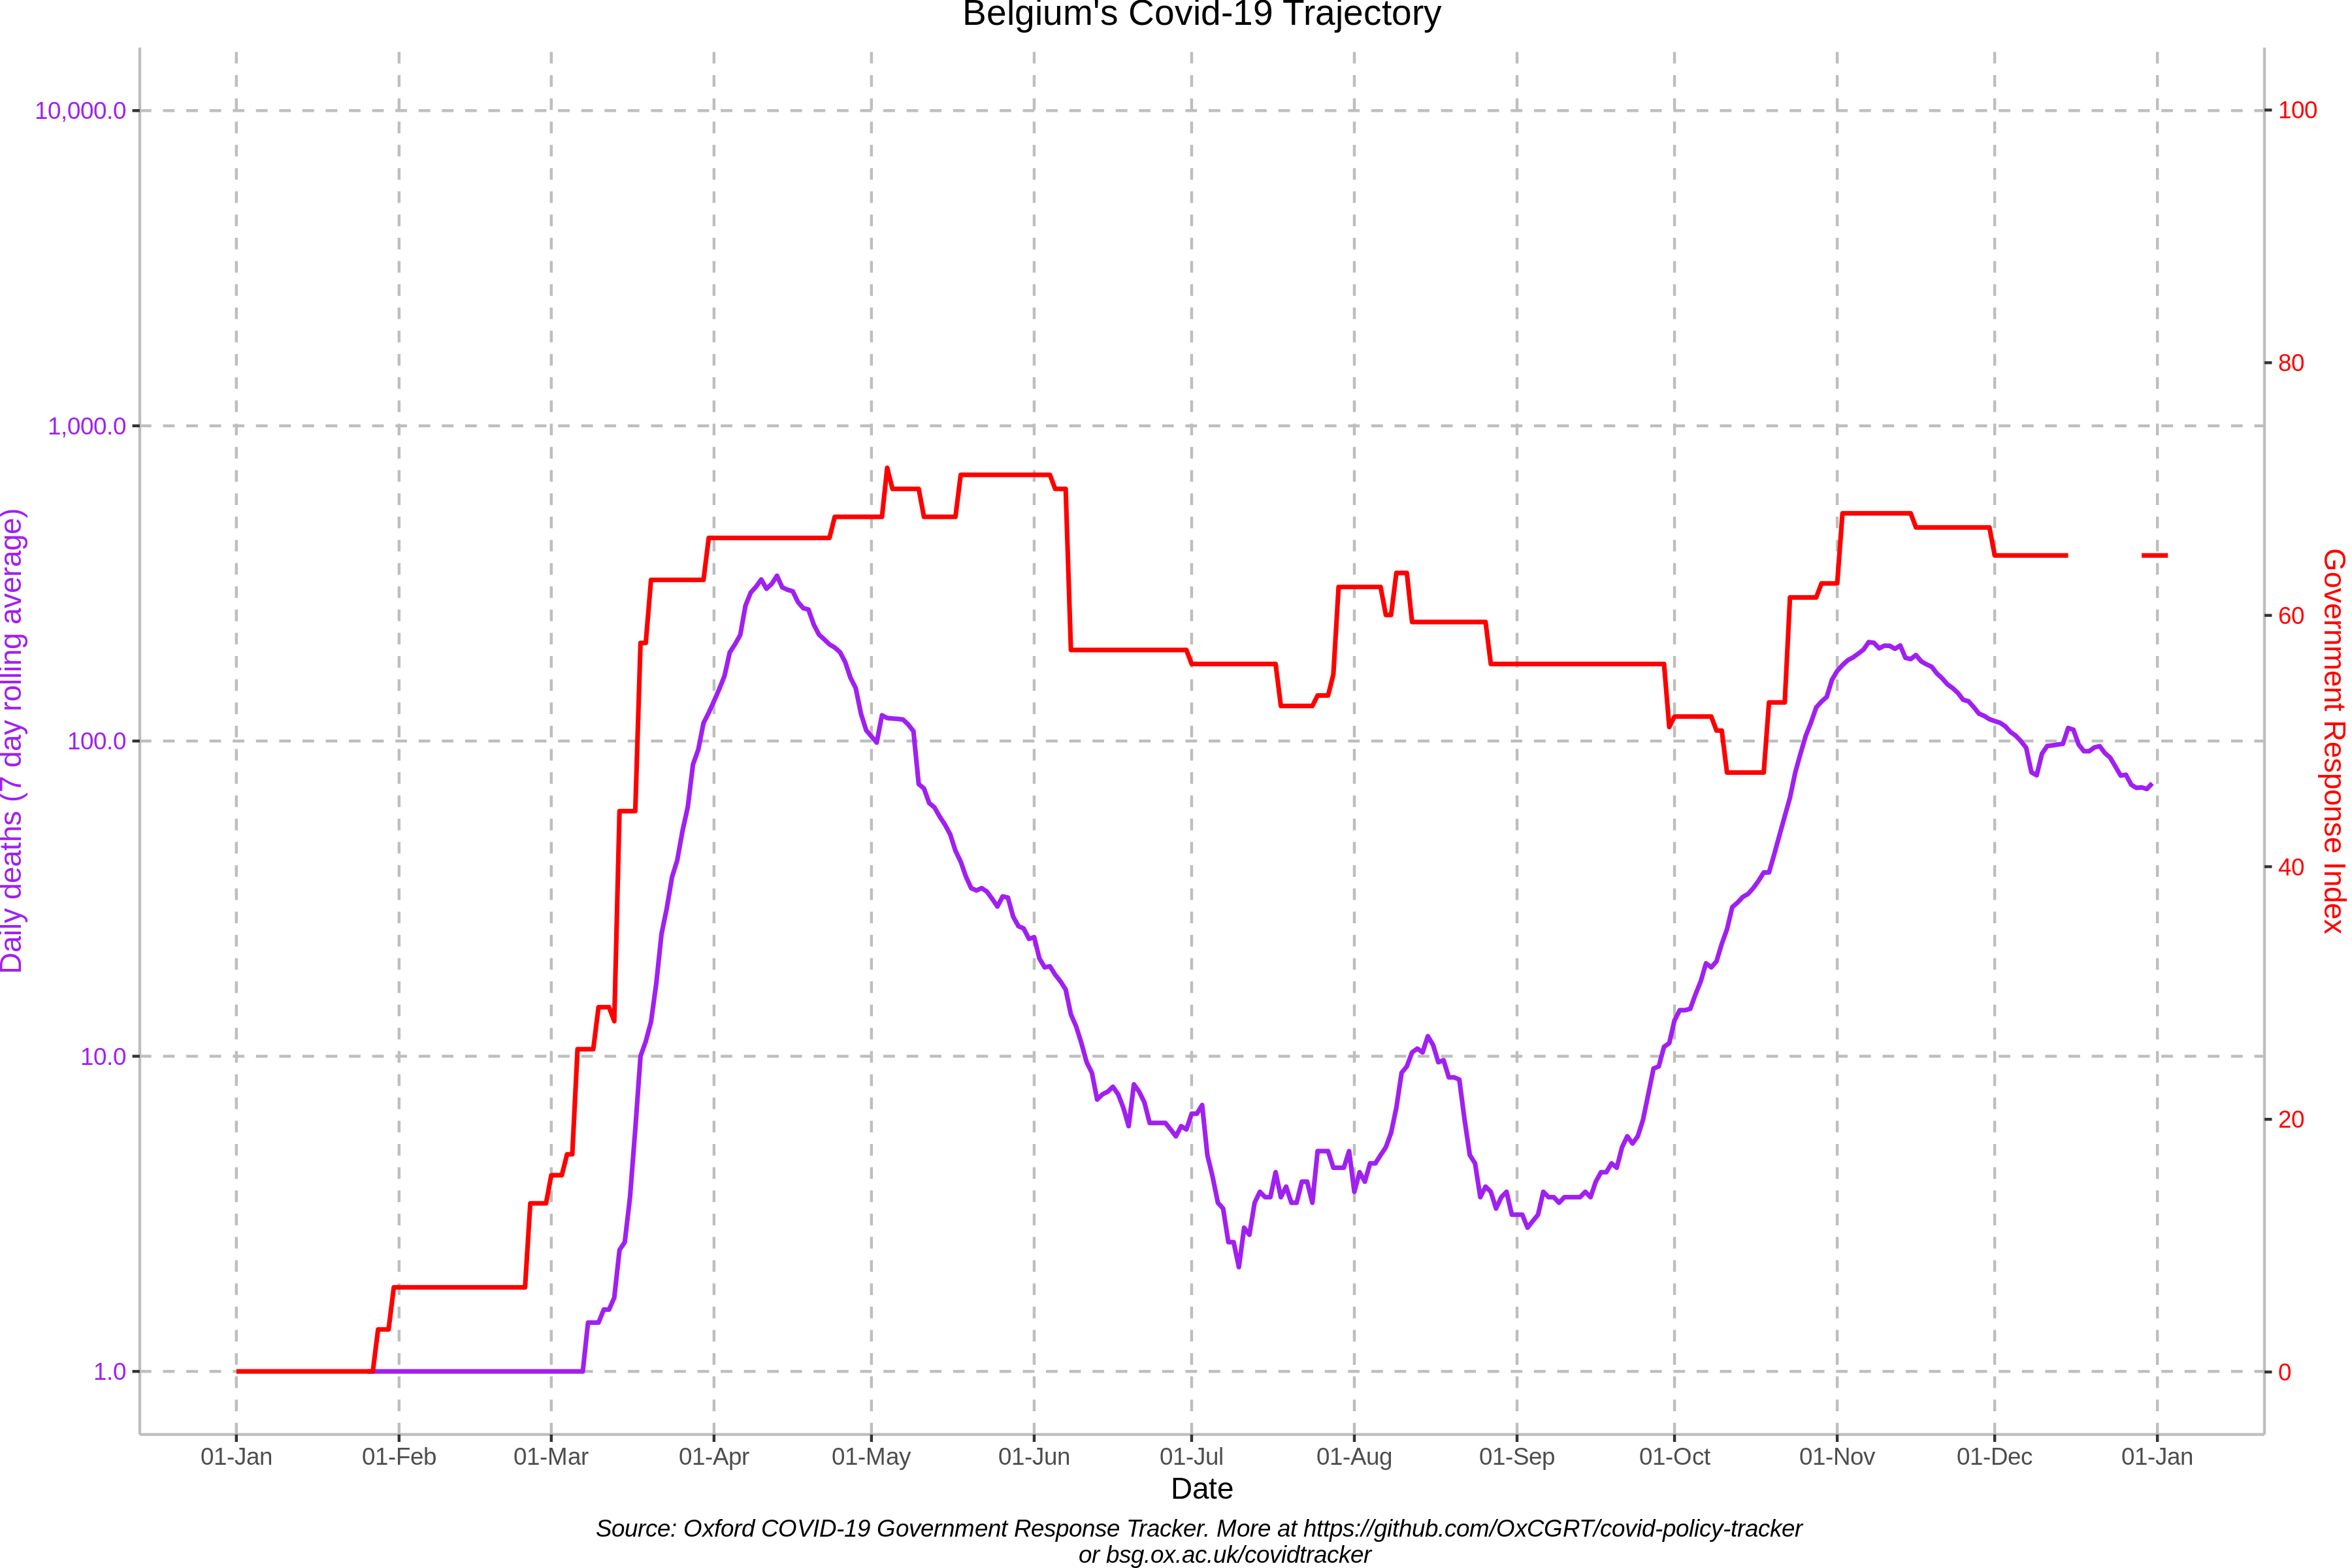 Belgium's Covid-19 Trajectory
10,000.0
1,000.0
100.0
10.0
1.0
Daily deaths (7 day rolling average)
100
80
60
40
20
0
Government Response Index
01-Jan 01-Feb 01-Mar 01-Apr 01-May 01-Jun 01-Jul 01-Aug 01-Sep 01-Oct 01-Nov 01-Dec 01-Jan
Date
Source: Oxford COVID-19 Government Response Tracker. More at https://github.com/OxCGRT/covid-policy-tracker
or bsg.ox.ac.uk/covidtracker